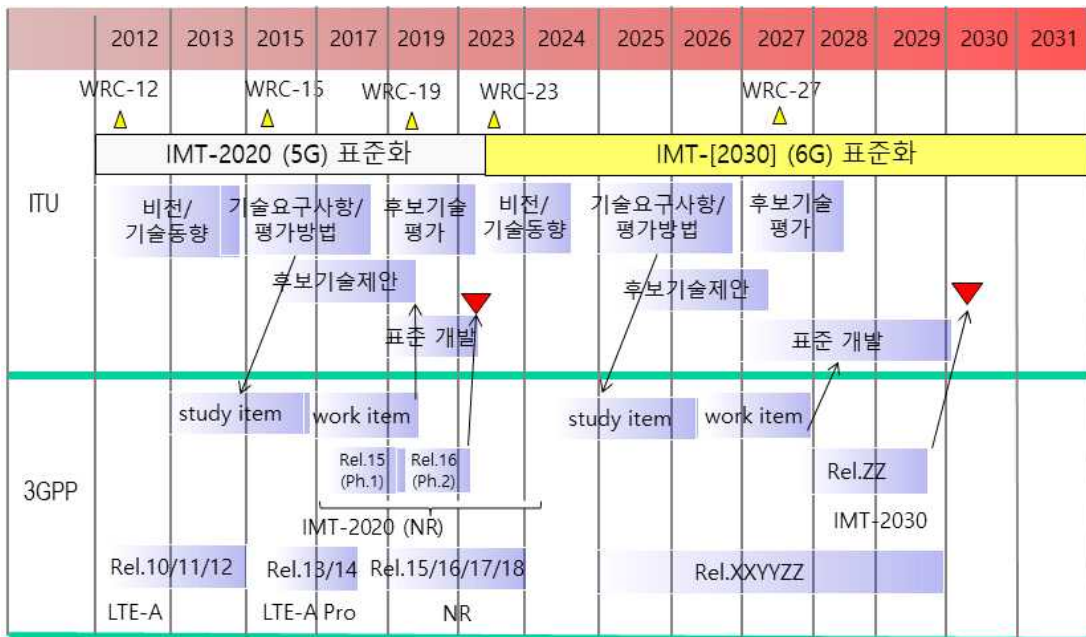 2012 2013 2015 2017 2019 2023 2024 2025 2026 2027 2028 2029 2030 2031
WRC-12 WRC-15 WRC-19 WRC-23 WRC-27
IMT-2020 (5G) 표준화 IMT-[2030] (6G) 표준화
ITU
비전/ 기술요구사항/ 후보기술 비전/ 기술요구사항/ 후보기술
기술동향 평가방법 평가 기술동향 평가방법 평가
후보기술제안 후보기술제안
표준 개발 표준 개발
study item work item study item work item
Rel.15 Rel.16
(Ph.1) (Ph.2)
Rel.ZZ
3GPP
IMT-2020 (NR) IMT-2030
Rel.10/11/12 Rel.13/14 Rel.15/16/17/18 Rel.XXYYZZ
LTE-A LTE-A Pro NR